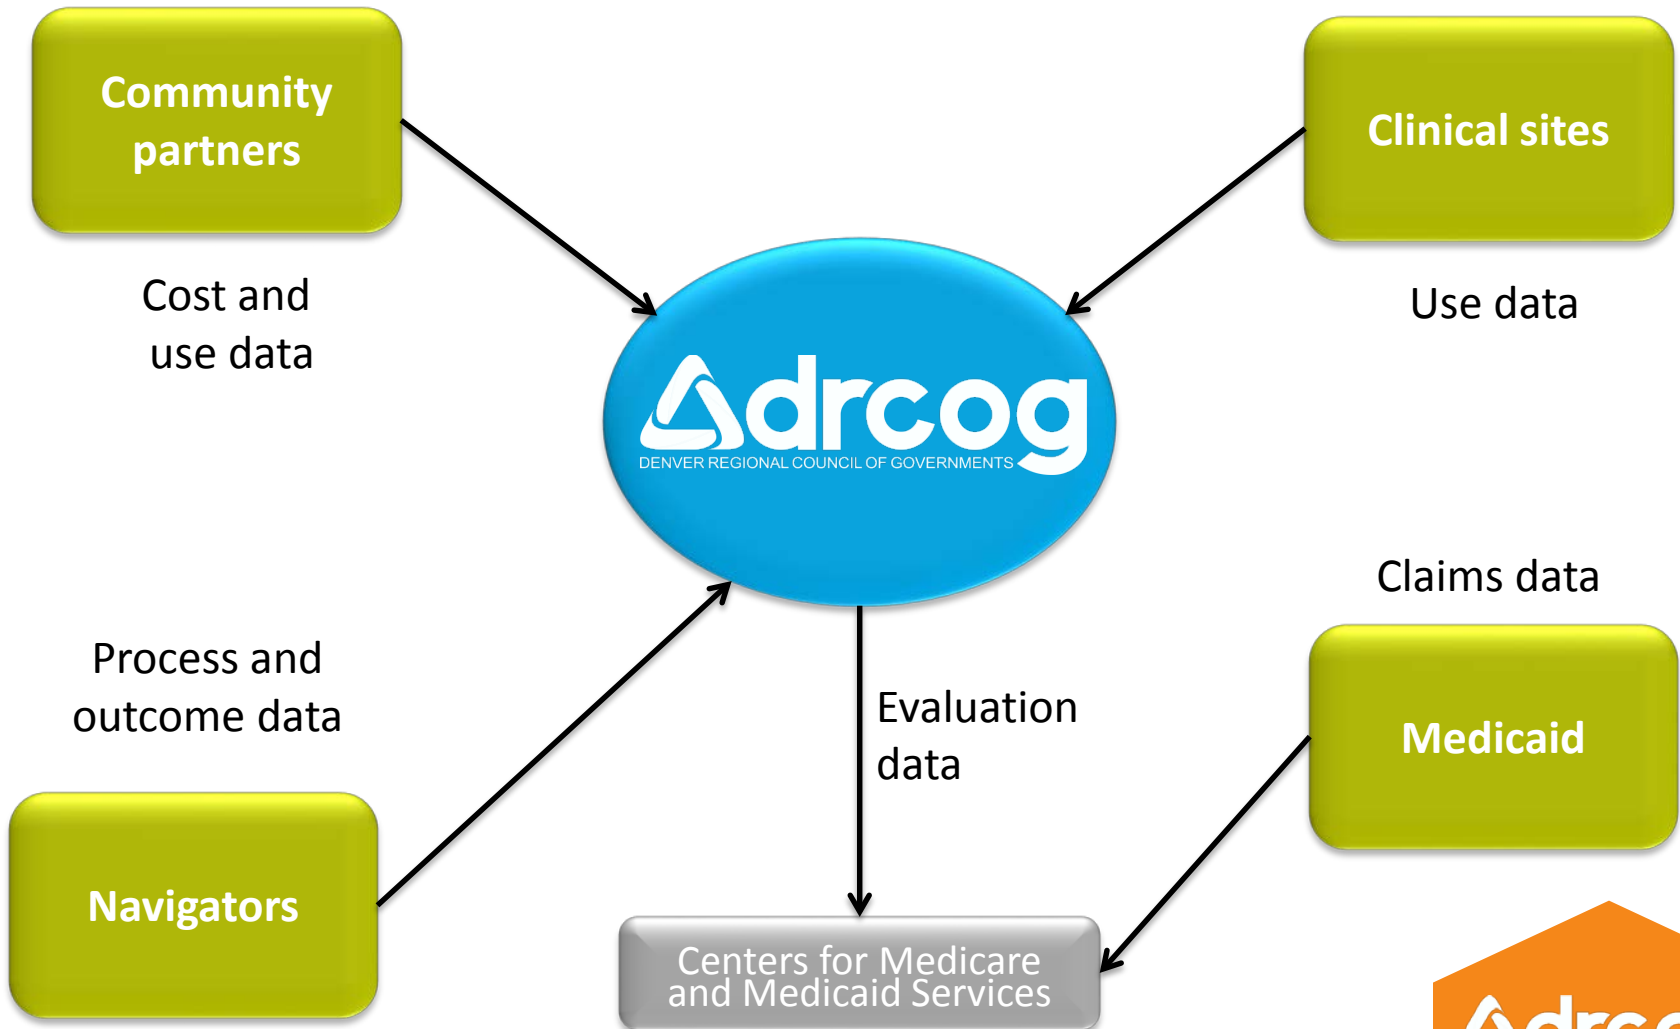 Community
partners
Clinical sites
Cost and
use data
Use data
drcog
DENVER REGIONAL COUNCIL OF GOVERNMENTS
Claims data
Process and
outcome data
Evaluation
data
Medicaid
Navigators
Centers for Medicare
and Medicaid Services